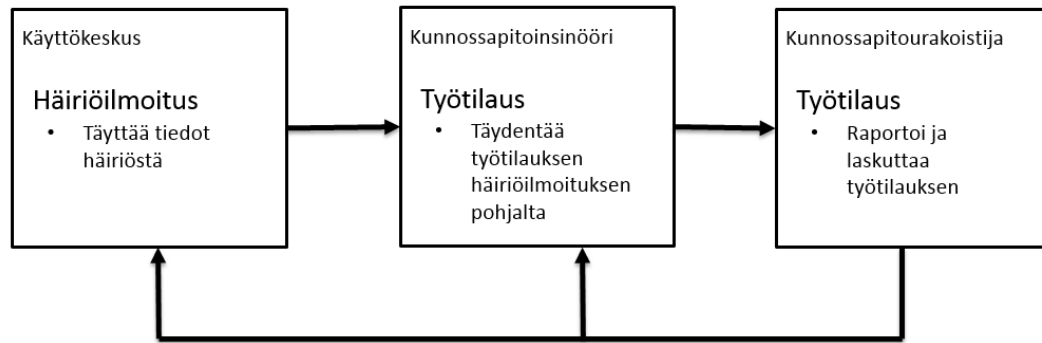 Käyttökeskus
Häiriöilmoitus
• Täyttää tiedot
häiriöstä
Kunnossapitoinsinööri
Työtilaus
• Täydentää
työtilauksen
häiriöilmoituksen
pohjalta
Kunnossapitourakoistija
Työtilaus
• Raportoi ja
laskuttaa
työtilauksen